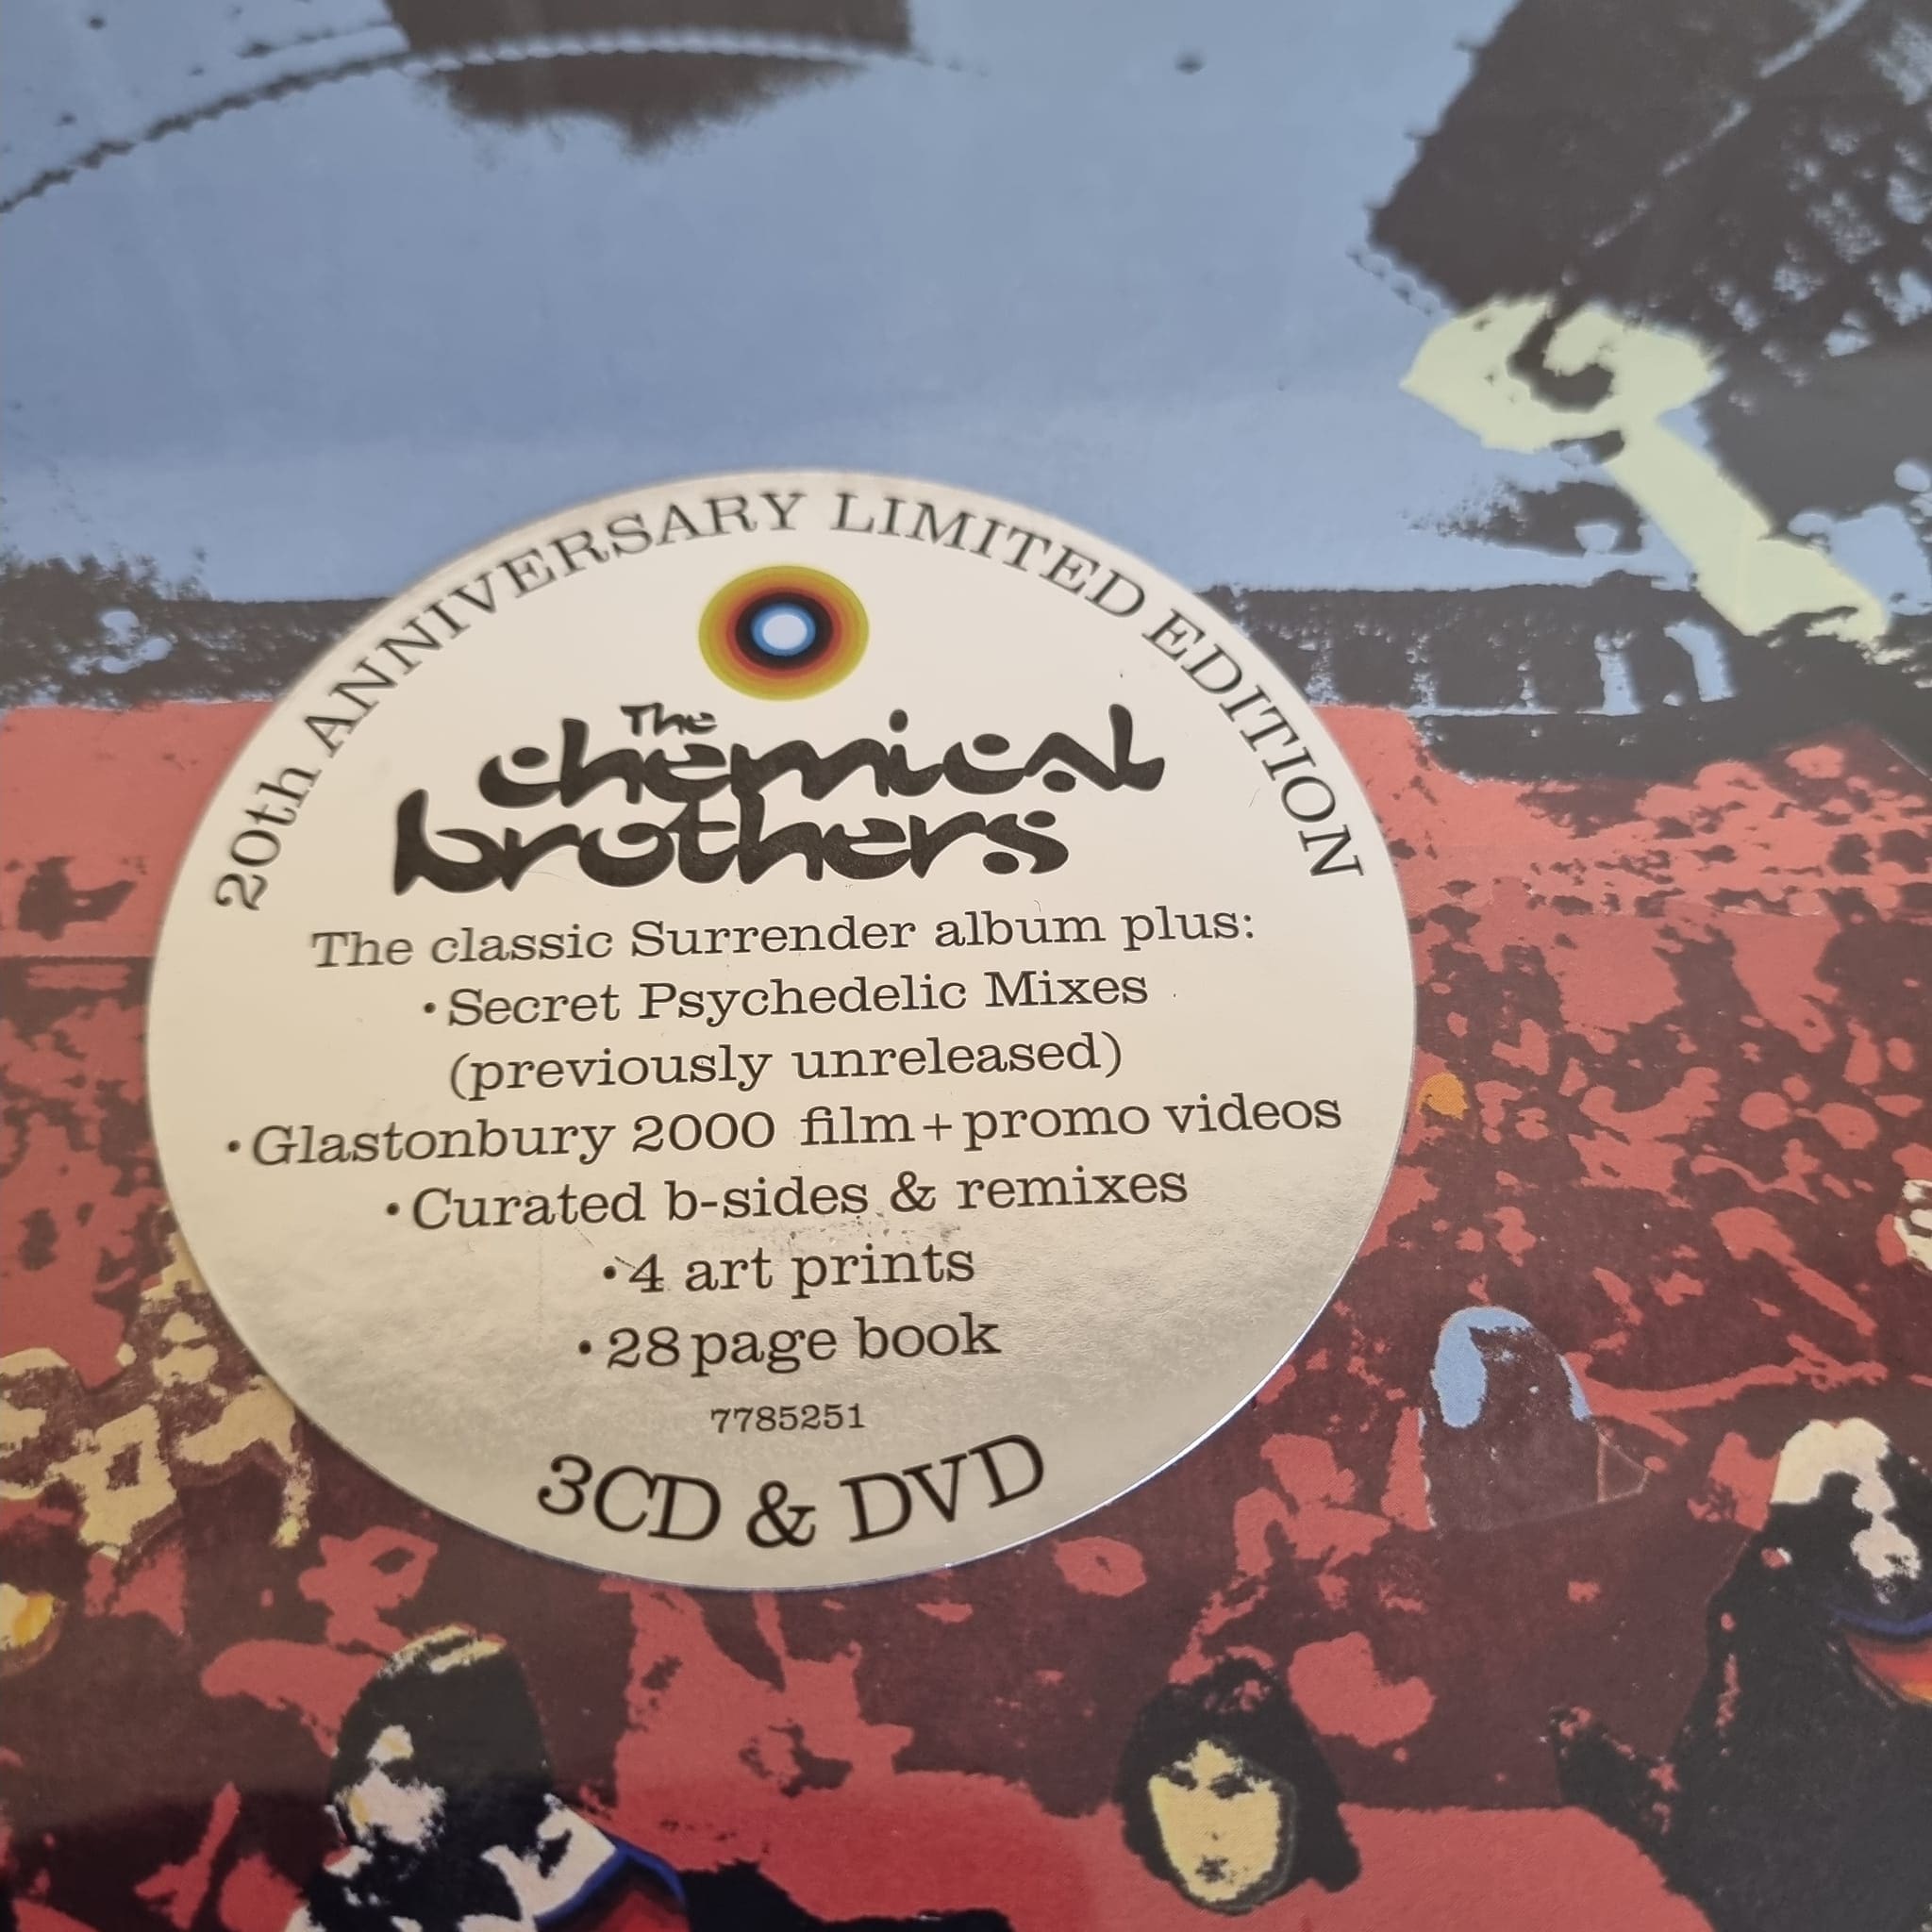 20th ANNIVERSARY LIMITED EDITION
The
chemical
brothers
The classic Surrender album plus:
• Secret Psychedelic Mixes
(previously unreleased)
• Glastonbury 2000 film + promo videos
• Curated b-sides & remixes
• 4 art prints
• 28 page book
7785251
3CD & DVD